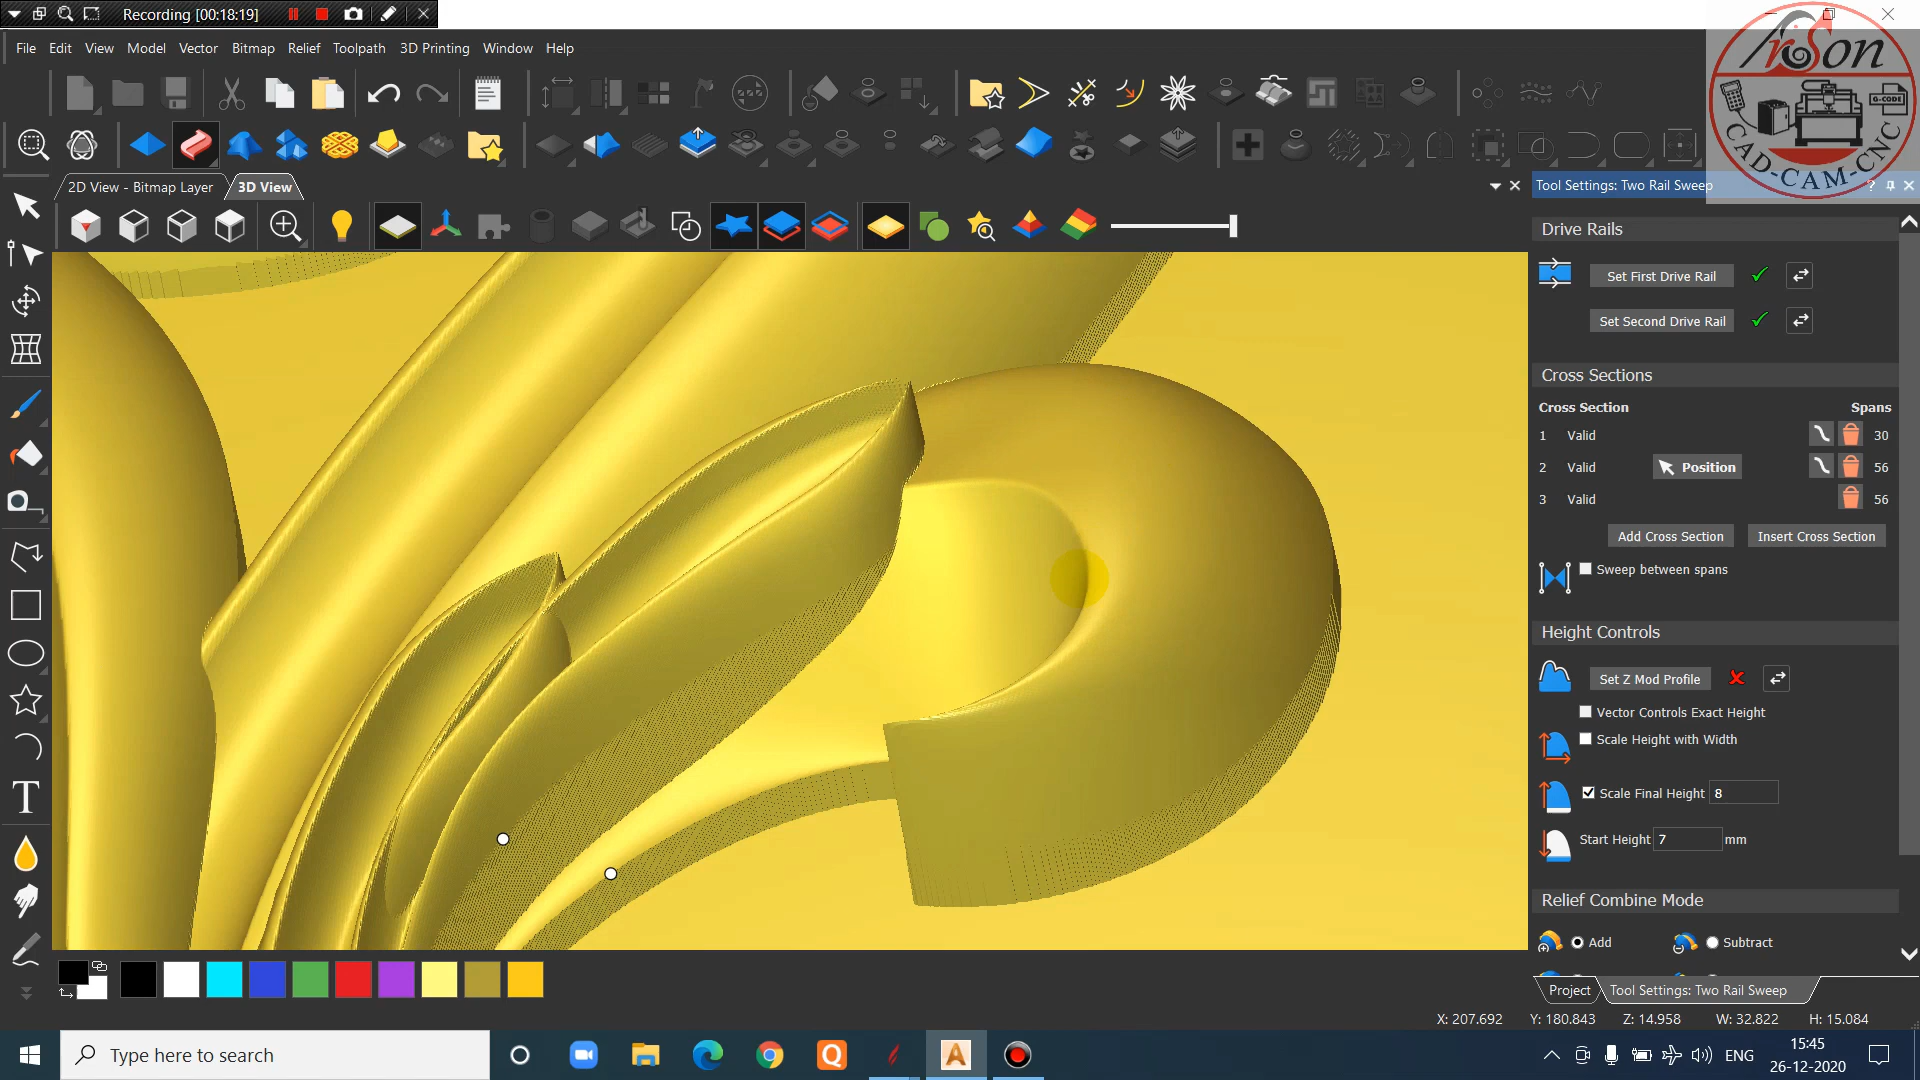 Recording [00:18:19]
File Edit View Model Vector Bitmap Relief Toolpath 3D Printing Window Help
ArSon
G-CODE
CAD-CAM-CNC
2D View - Bitmap Layer
3D View
Tool Settings: Two Rail Sweep
Drive Rails
Set First Drive Rail
Set Second Drive Rail
Cross Sections
Cross Section Spans
1 Valid 30
2 Valid Position 56
3 Valid 56
Add Cross Section Insert Cross Section
Sweep between spans
Height Controls
Set Z Mod Profile
Vector Controls Exact Height
Scale Height with Width
Scale Final Height 8
Start Height 7 mm
Relief Combine Mode
Add Subtract
Project Tool Settings: Two Rail Sweep
X: 207.692 Y: 180.843 Z: 14.958 W: 32.822 H: 15.084
Type here to search
ENG
15:45
26-12-2020